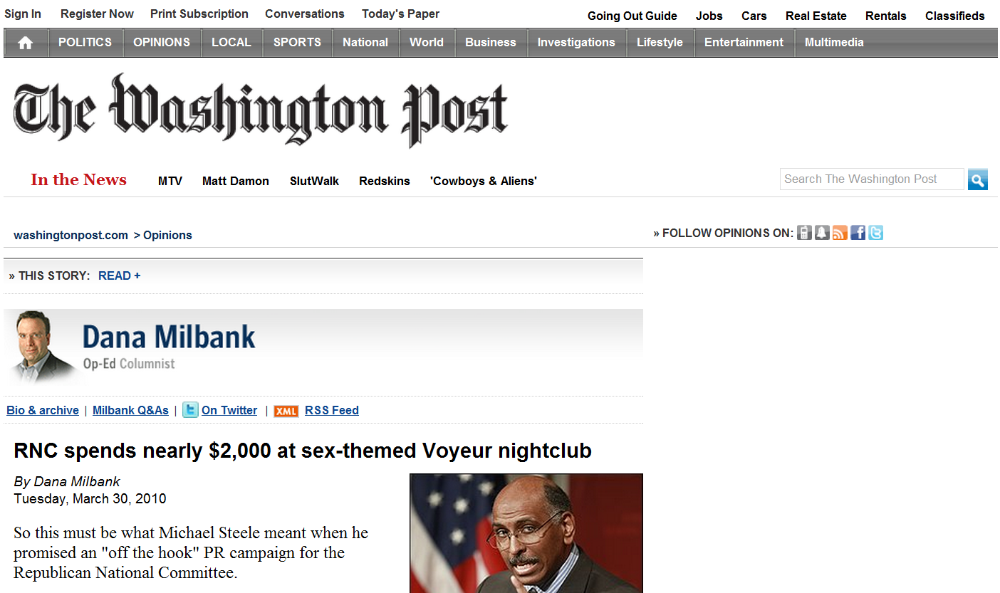 Sign In Register Now Print Subscription Conversations Today's Paper
Going Out Guide Jobs Cars Real Estate Rentals Classifieds
POLITICS OPINIONS LOCAL SPORTS National World Business Investigations Lifestyle Entertainment Multimedia
The Washington Post
In the News MTV Matt Damon SlutWalk Redskins 'Cowboys & Aliens'
Search The Washington Post
washingtonpost.com > Opinions
» FOLLOW OPINIONS ON:
» THIS STORY: READ +
Dana Milbank
Op-Ed Columnist
Bio & archive | Milbank Q&As | On Twitter | XML RSS Feed
RNC spends nearly $2,000 at sex-themed Voyeur nightclub
By Dana Milbank
Tuesday, March 30, 2010
So this must be what Michael Steele meant when he
promised an "off the hook" PR campaign for the
Republican National Committee.